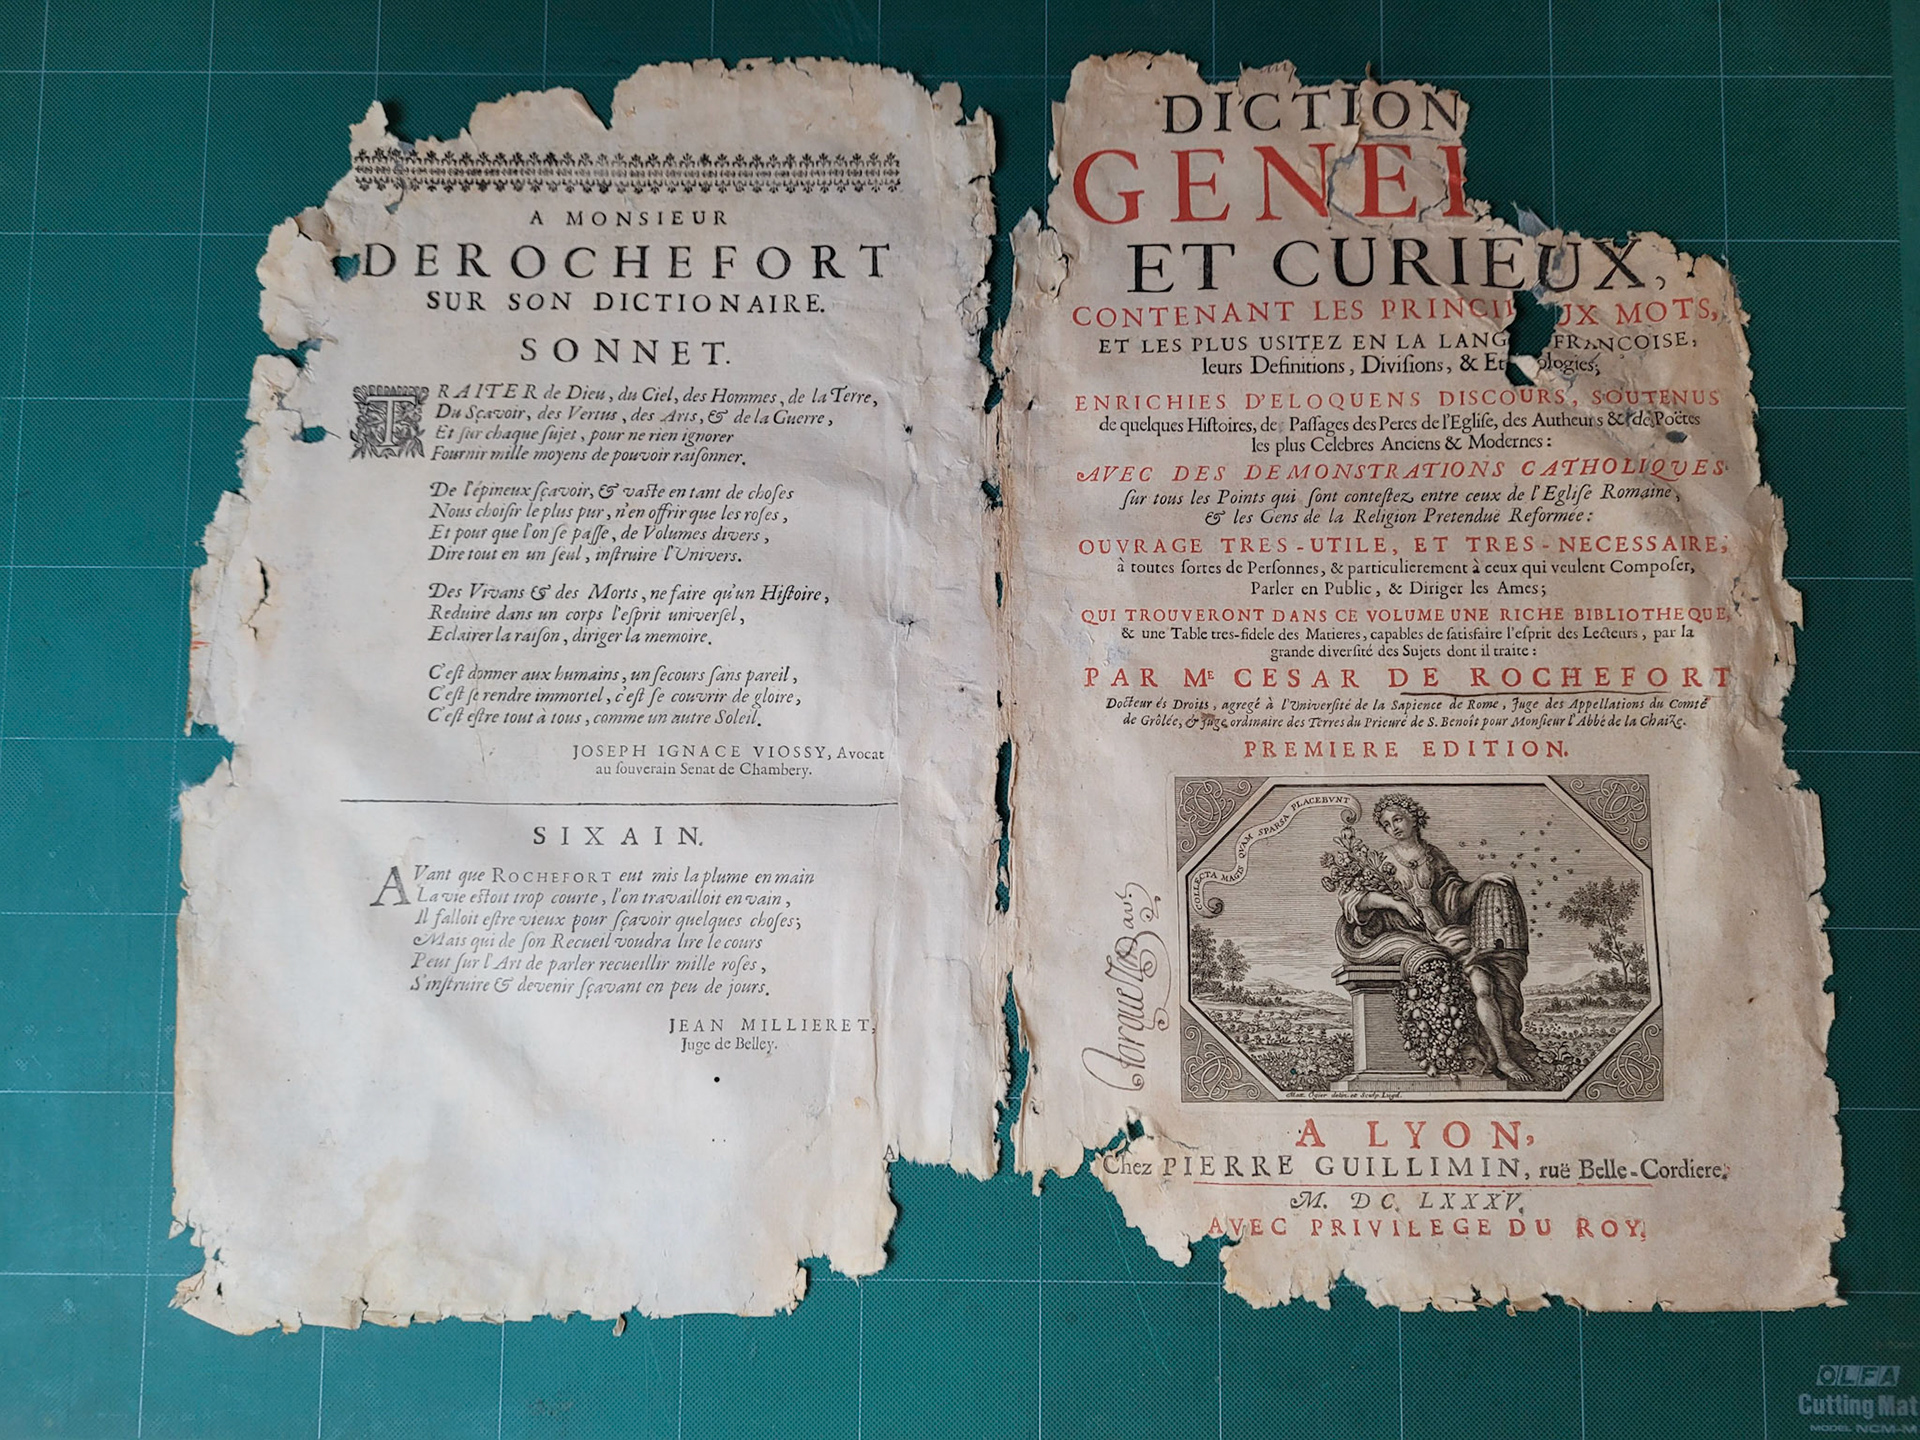 A MONSIEUR
DEROCHEFORT
SUR SON DICTIONAIRE.
SONNET.
TRAITER de Dieu, du Ciel, des Hommes, de la Terre,
Du Sçavoir, des Vertus, des Arts, & de la Guerre,
Et sur chaque sujet, pour ne rien ignorer
Fournir mille moyens de pouvoir raisonner.
De l'épineux sçavoir, & vaste en tant de choses
Nous choisir le plus pur, n'en offrir que les roses,
Et pour que l'on se passe, de Volumes divers,
Dire tout en un seul, instruire l'Univers.
Des Vivans & des Morts, ne faire qu'un Histoire,
Reduire dans un corps l'esprit universel,
Eclairer la raison, diriger la memoire.
C'est donner aux humains, un secours sans pareil,
C'est se rendre immortel, c'est se couvrir de gloire,
C'est estre tout à tous, comme un autre Soleil.
JOSEPH IGNACE VIOSSY, Avocat
au souverain Senat de Chambery.
SIXAIN.
AVant que ROCHEFORT eut mis la plume en main
La vie estoit trop courte, l'on travailloit en vain,
Il falloit estre vieux pour sçavoir quelques choses;
Mais qui de son Recueil voudra lire le cours
Peut sur l'Art de parler recueillir mille roses,
S'instruire & devenir sçavant en peu de jours.
JEAN MILLIERET,
Juge de Belley.
A
DICTION
GENE
ET CURIEUX,
CONTENANT LES PRINCI UX MOTS,
ET LES PLUS USITEZ EN LA LANG FRANCOISE,
leurs Definitions, Divisions, & Et ologies;
ENRICHIES D'ELOQUENS DISCOURS, SOUTENUS
de quelques Histoires, de Passages des Peres de l'Eglise, des Autheurs & de Poëtes
les plus Celebres Anciens & Modernes:
AVEC DES DEMONSTRATIONS CATHOLIQUES
sur tous les Points qui sont contestez entre ceux de l'Eglise Romaine,
& les Gens de la Religion Pretenduë Reformée:
OUVRAGE TRES-UTILE, ET TRES-NECESSAIRE,
à toutes sortes de Personnes, & particulierement à ceux qui veulent Composer,
Parler en Public, & Diriger les Ames;
QUI TROUVERONT DANS CE VOLUME UNE RICHE BIBLIOTHEQUE,
& une Table tres-fidele des Matieres, capables de satisfaire l'esprit des Lecteurs, par la
grande diversité des Sujets dont il traite:
PAR ME CESAR DE ROCHEFORT
Docteur és Droits, agregé à l'Université de la Sapience de Rome, Juge des Appellations du Comté
de Grôlée, & juge ordinaire des Terres du Prieuré de S. Benoît pour Monsieur l'Abbé de la Chaize.
PREMIERE EDITION.
COLLECTA MAGIS QVAM SPARSA PLACEBVNT
Mat. Ogier delin. et Sculp. Lugd.
A LYON,
Chez PIERRE GUILLIMIN, ruë Belle-Cordiere,
M. DC. LXXXV.
AVEC PRIVILEGE DU ROY.
OLFA
Cutting Mat
MODEL NCM-M